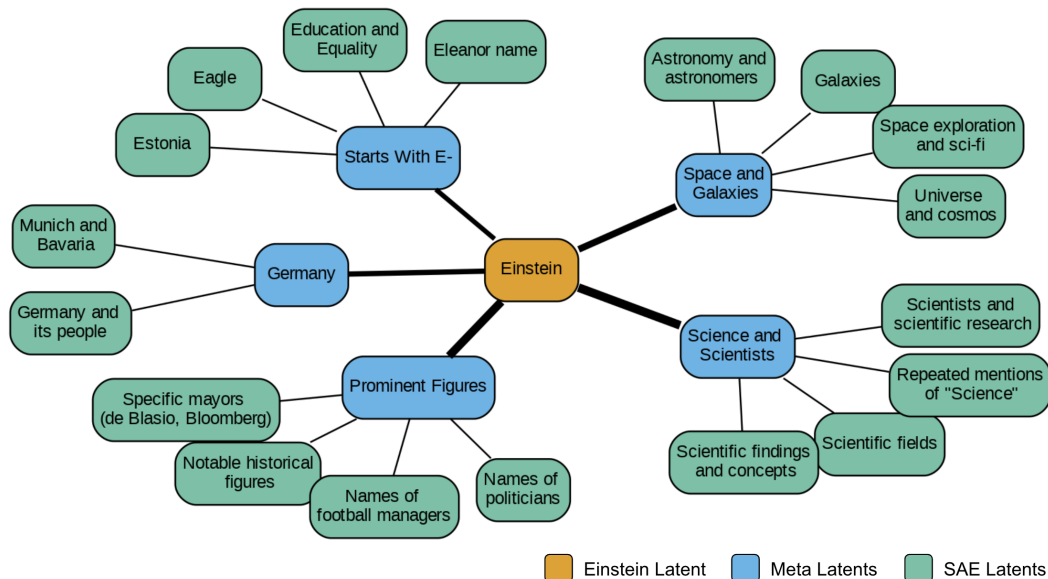 Education and
Equality
Eleanor name
Eagle
Estonia
Starts With E-
Astronomy and
astronomers
Galaxies
Space exploration
and sci-fi
Space and
Galaxies
Universe
and cosmos
Munich and
Bavaria
Germany
Germany and
its people
Einstein
Scientists and
scientific research
Science and
Scientists
Repeated mentions
of "Science"
Scientific fields
Scientific findings
and concepts
Prominent Figures
Specific mayors
(de Blasio, Bloomberg)
Notable historical
figures
Names of
football managers
Names of
politicians
Einstein Latent
Meta Latents
SAE Latents